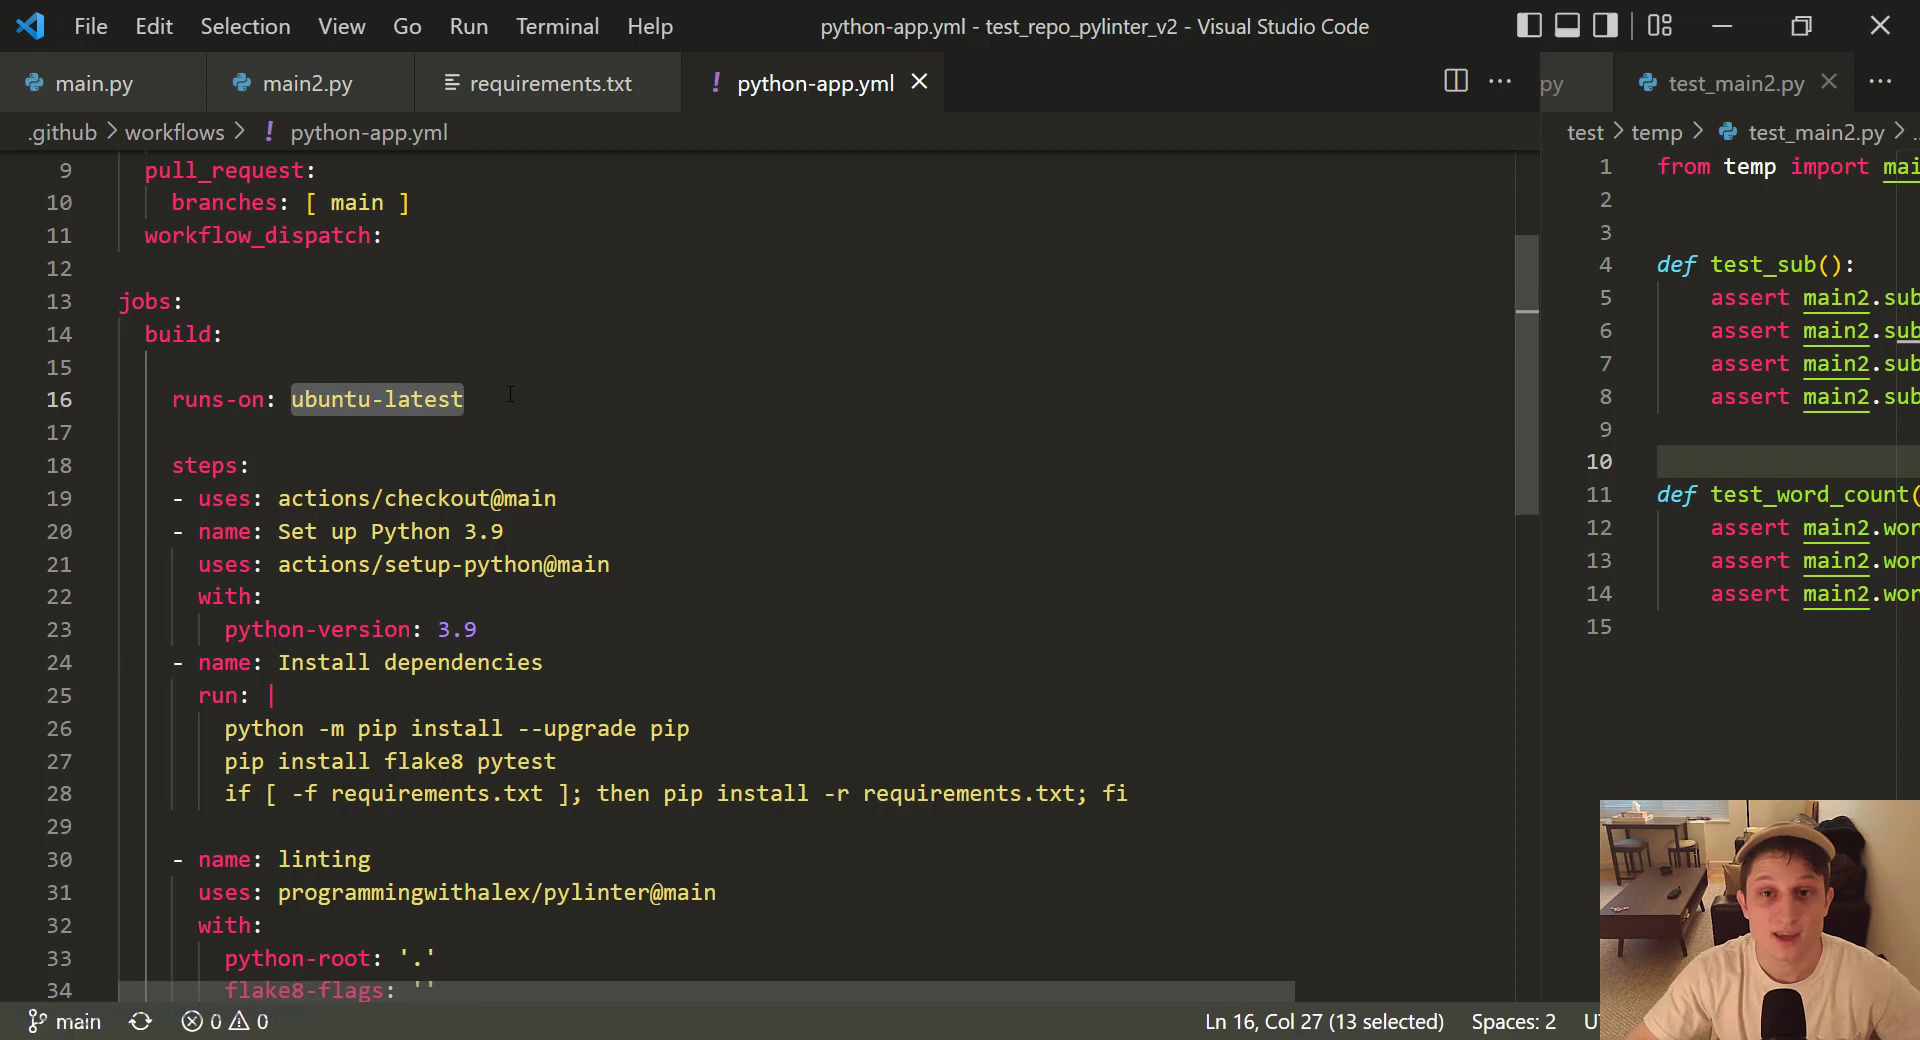 File Edit Selection View Go Run Terminal Help python-app.yml - test_repo_pylinter_v2 - Visual Studio Code
main.py main2.py requirements.txt ! python-app.yml py test_main2.py
.github > workflows > ! python-app.yml
9 pull_request:
10 branches: [ main ]
11 workflow_dispatch:
12
13 jobs:
14 build:
15
16 runs-on: ubuntu-latest
17
18 steps:
19 - uses: actions/checkout@main
20 - name: Set up Python 3.9
21 uses: actions/setup-python@main
22 with:
23 python-version: 3.9
24 - name: Install dependencies
25 run: |
26 python -m pip install --upgrade pip
27 pip install flake8 pytest
28 if [ -f requirements.txt ]; then pip install -r requirements.txt; fi
29
30 - name: linting
31 uses: programmingwithalex/pylinter@main
32 with:
33 python-root: '.'
34 flake8-flags: ''
test > temp > test_main2.py >
1 from temp import mai
2
3
4 def test_sub():
5 assert main2.sub
6 assert main2.sub
7 assert main2.sub
8 assert main2.sub
9
10
11 def test_word_count(
12 assert main2.wor
13 assert main2.wor
14 assert main2.wor
15
main 0 0 Ln 16, Col 27 (13 selected) Spaces: 2 U